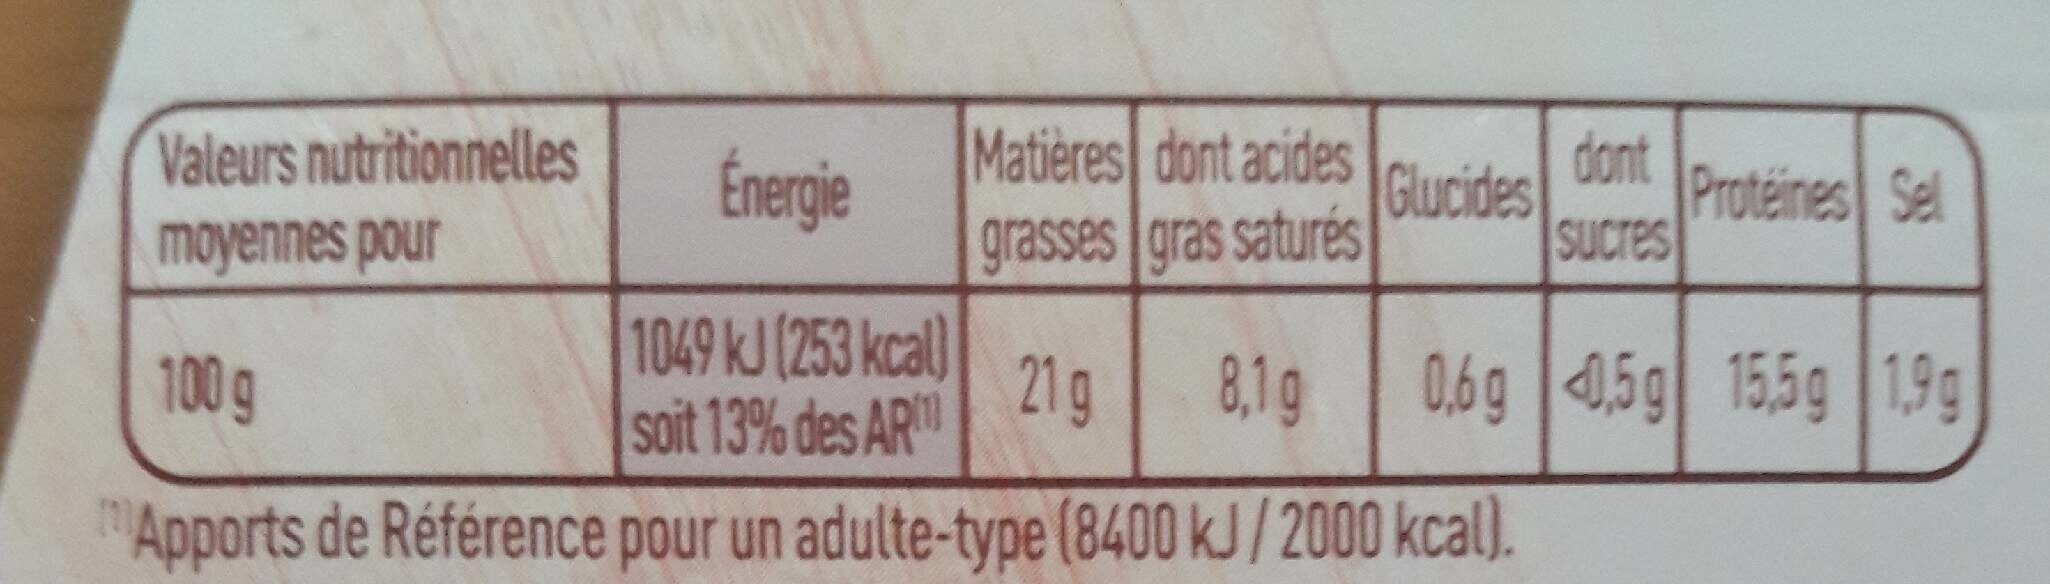 Valeurs nutritionnelles moyennes pour | Énergie | Matières grasses | dont acides gras saturés | Glucides | dont sucres | Protéines | Sel
100 g | 1049 kJ (253 kcal) soit 13% des AR(1) | 21 g | 8,1 g | 0,6 g | <0,5 g | 15,5 g | 1,9 g
(1)Apports de Référence pour un adulte-type (8400 kJ / 2000 kcal).